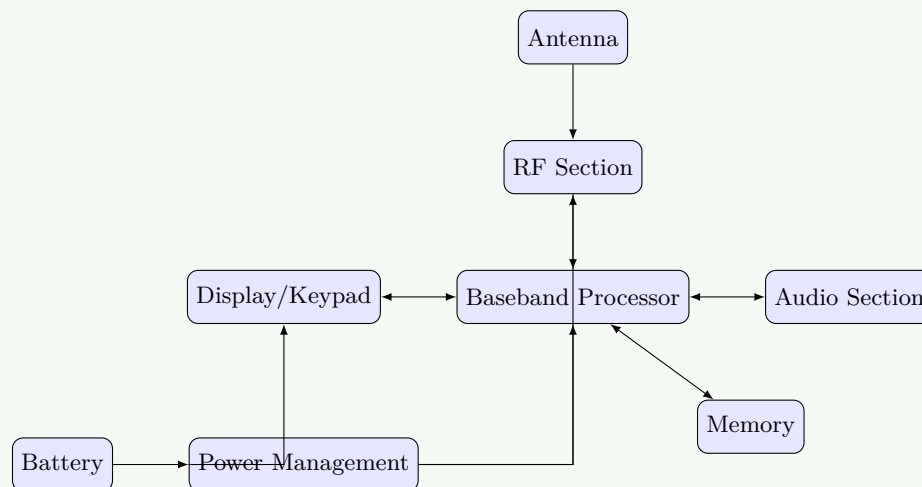 Antenna
RF Section
Display/Keypad
Baseband Processor
Audio Section
Memory
Battery
Power Management